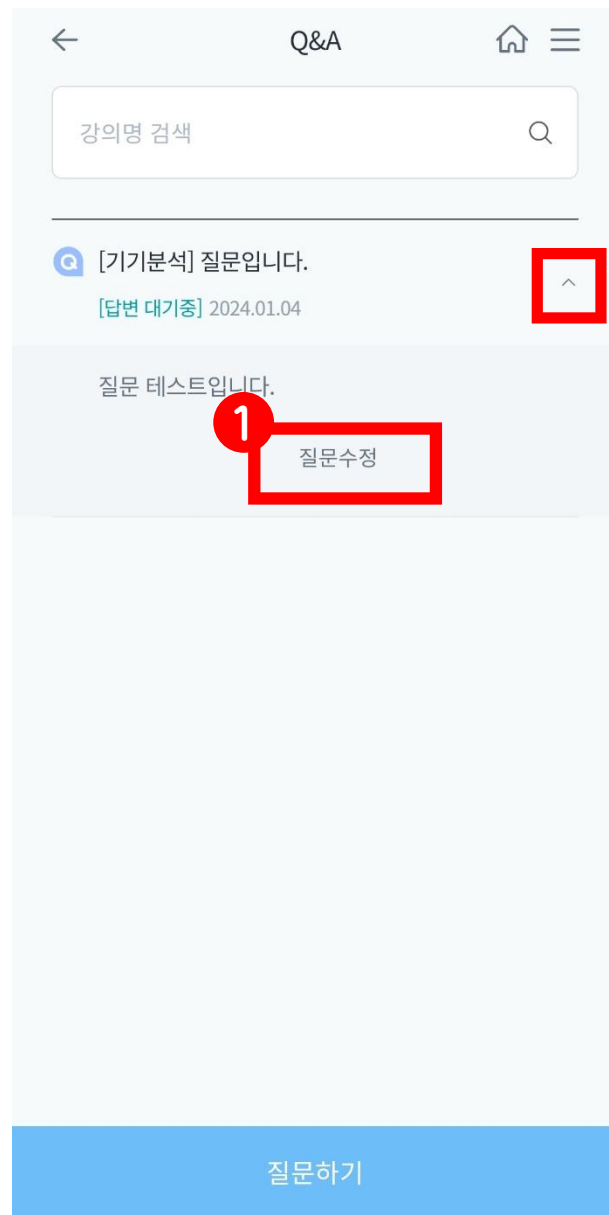 Q&A
강의명 검색
Q [기기분석] 질문입니다.
[답변 대기중] 2024.01.04
질문 테스트입니다.
1
질문수정
질문하기